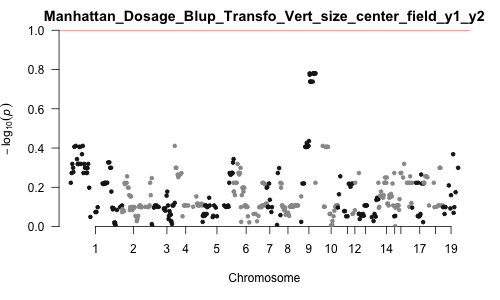 Manhattan_Dosage_Blup_Transfo_Vert_size_center_field_y1_y2
1.0
0.8
0.6
0.4
0.2
0.0
− log₁₀(p)
1 2 3 4 5 6 7 8 9 10 12 14 17 19
Chromosome